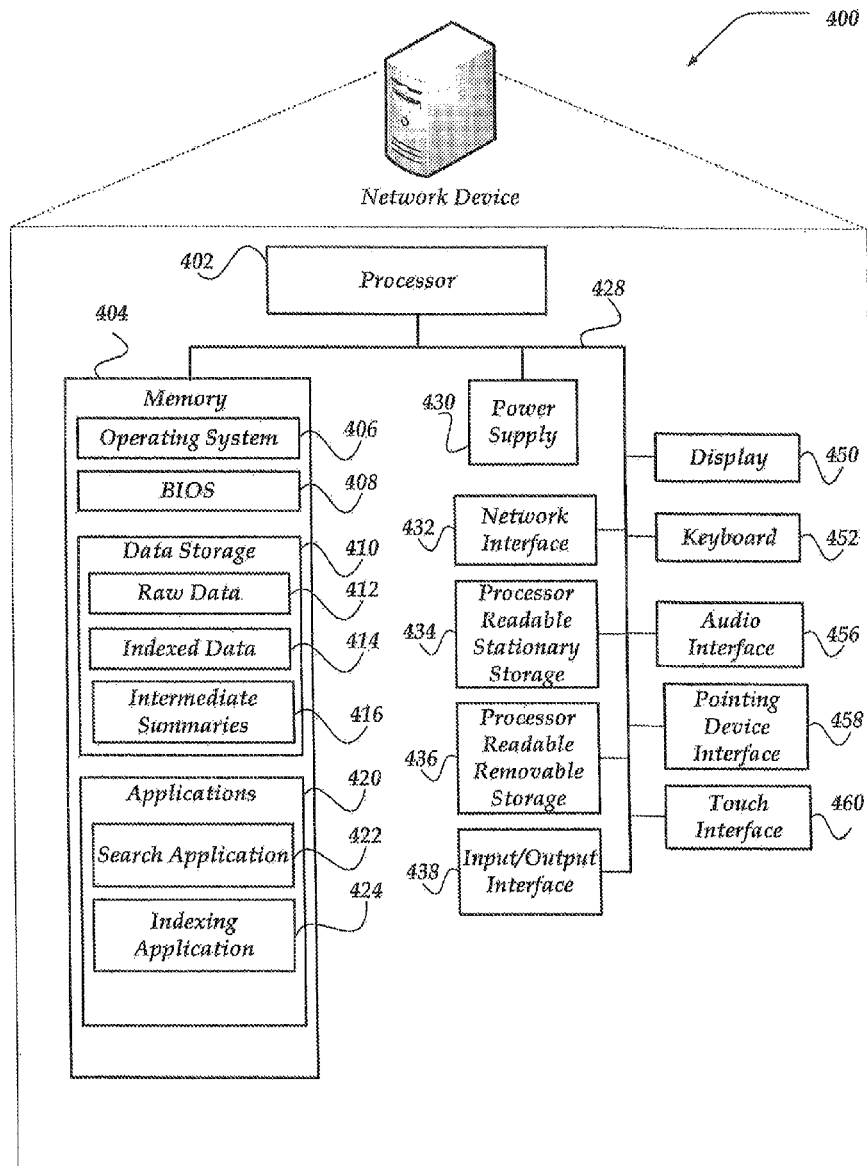 400
Network Device
402
Processor
428
404
Memory
Operating System
406
BIOS
408
Data Storage
410
Raw Data
412
Indexed Data
414
Intermediate
Summaries
416
Applications
420
Search Application
422
Indexing
Application
424
430
Power
Supply
432
Network
Interface
434
Processor
Readable
Stationary
Storage
436
Processor
Readable
Removable
Storage
438
Input/Output
Interface
Display
450
Keyboard
452
Audio
Interface
456
Pointing
Device
Interface
458
Touch
Interface
460